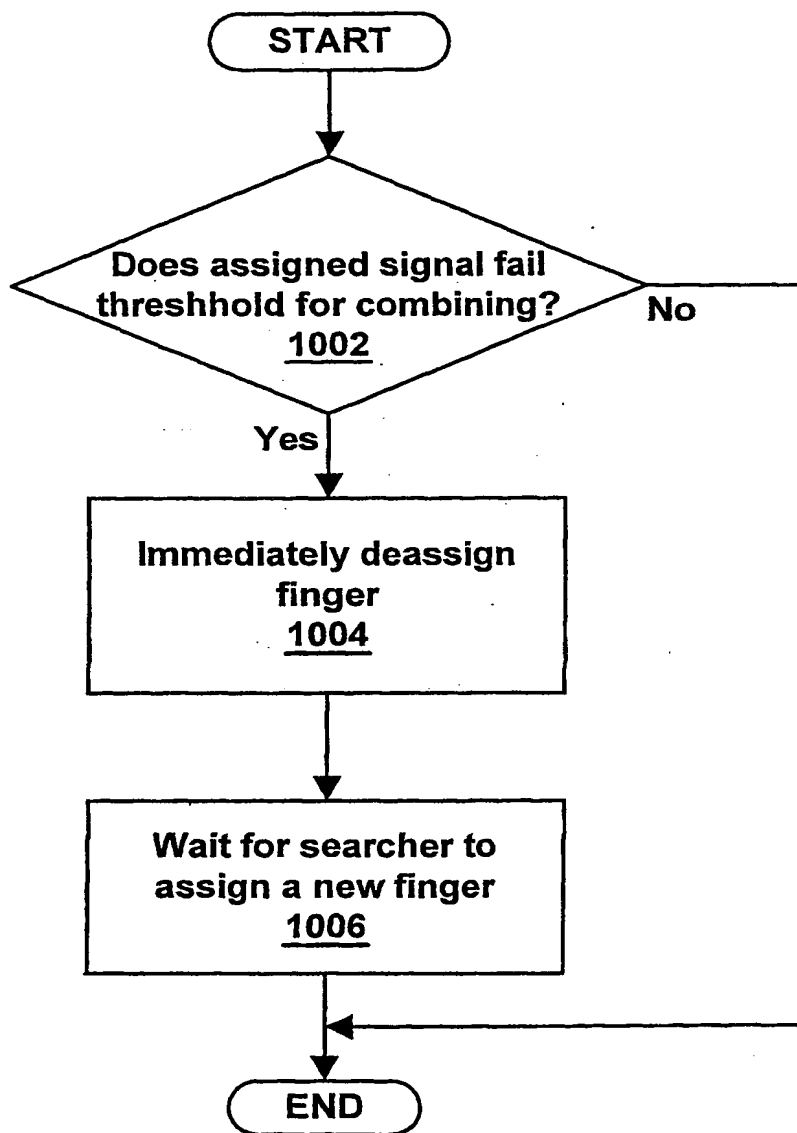 START
Does assigned signal fail
threshhold for combining?
1002
No
Yes
Immediately deassign
finger
1004
Wait for searcher to
assign a new finger
1006
END